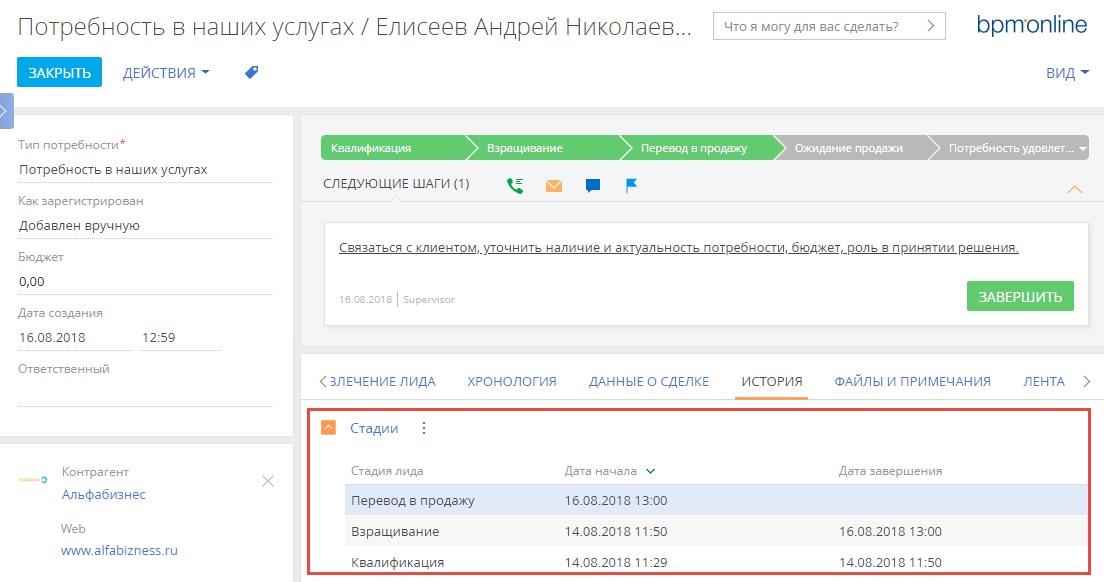 Потребность в наших услугах / Елисеев Андрей Николаев...
Что я могу для вас сделать?
bpmonline
ЗАКРЫТЬ
ДЕЙСТВИЯ
ВИД
Тип потребности*
Потребность в наших услугах
Как зарегистрирован
Добавлен вручную
Бюджет
0,00
Дата создания
16.08.2018 12:59
Ответственный
Контрагент
Альфабизнес
Web
www.alfabizness.ru
Квалификация
Взращивание
Перевод в продажу
Ожидание продажи
Потребность удовлет...
СЛЕДУЮЩИЕ ШАГИ (1)
Связаться с клиентом, уточнить наличие и актуальность потребности, бюджет, роль в принятии решения.
16.08.2018 Supervisor
ЗАВЕРШИТЬ
ЗЛЕЧЕНИЕ ЛИДА ХРОНОЛОГИЯ ДАННЫЕ О СДЕЛКЕ ИСТОРИЯ ФАЙЛЫ И ПРИМЕЧАНИЯ ЛЕНТА
Стадии
Стадия лида Дата начала Дата завершения
Перевод в продажу 16.08.2018 13:00
Взращивание 14.08.2018 11:50 16.08.2018 13:00
Квалификация 14.08.2018 11:29 14.08.2018 11:50